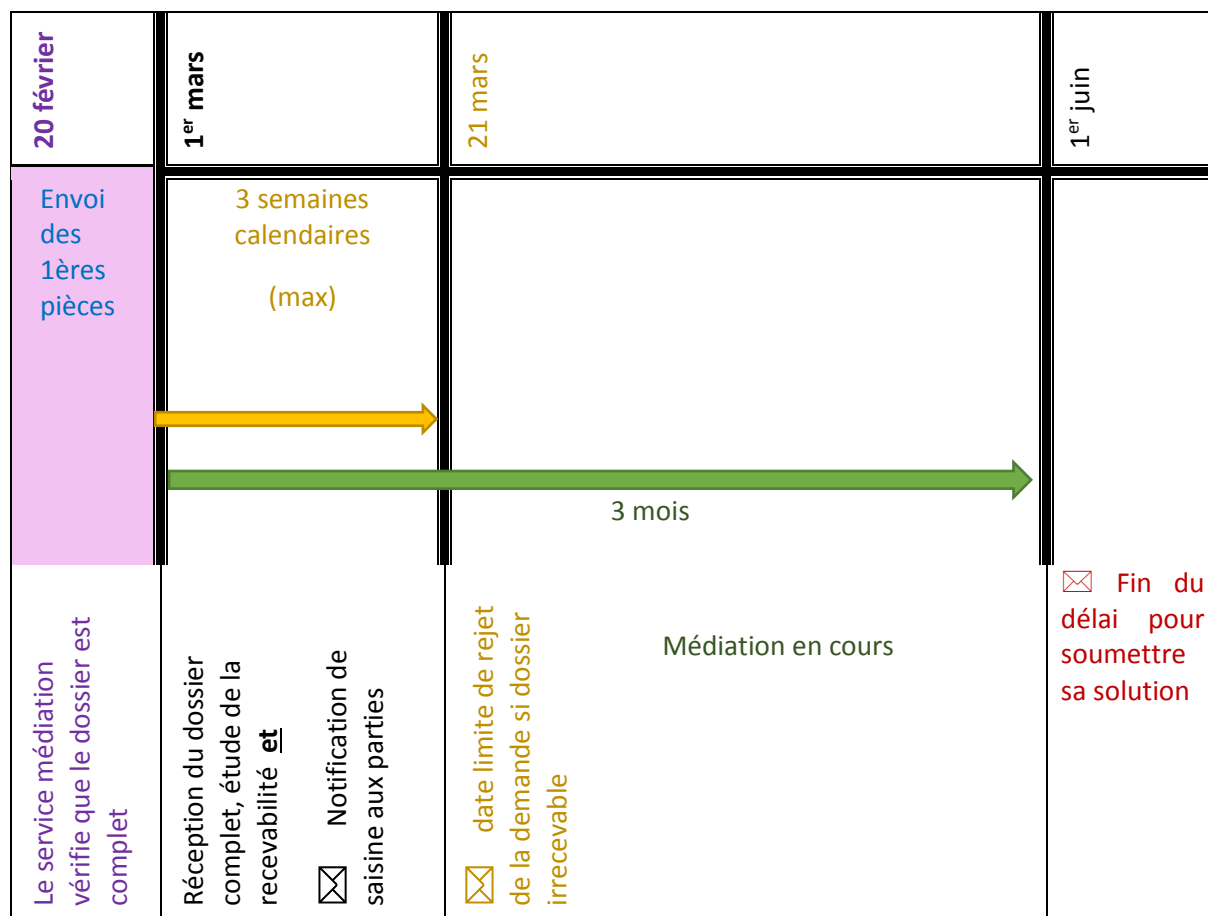 20 février
1er mars
21 mars
1er juin
Envoi
des
1ères
pièces
3 semaines
calendaires
(max)
3 mois
Le service médiation
vérifie que le dossier est
complet
Réception du dossier
complet, étude de la
recevabilité et
✉ Notification de
saisine aux parties
✉ date limite de rejet
de la demande si dossier
irrecevable
Médiation en cours
✉ Fin du
délai pour
soumettre
sa solution